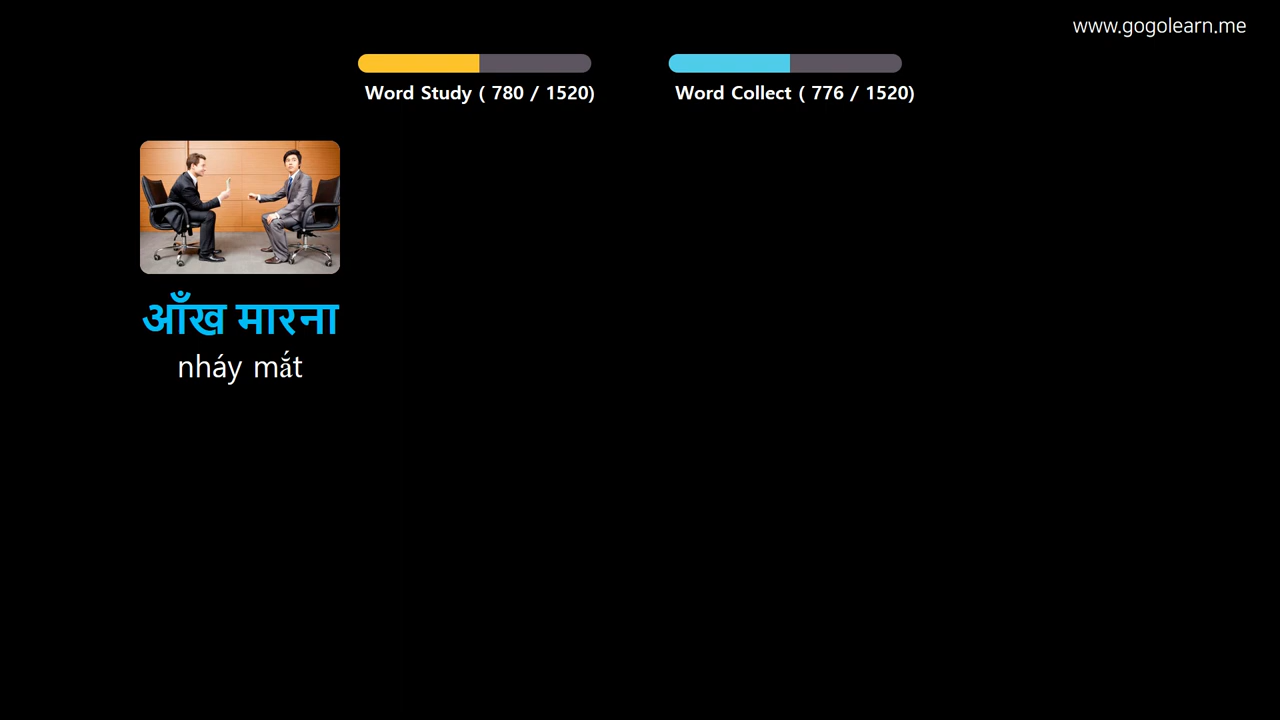 www.gogolearn.me
Word Study ( 780 / 1520)
Word Collect ( 776 / 1520)
आँख मारना
nháy mắt